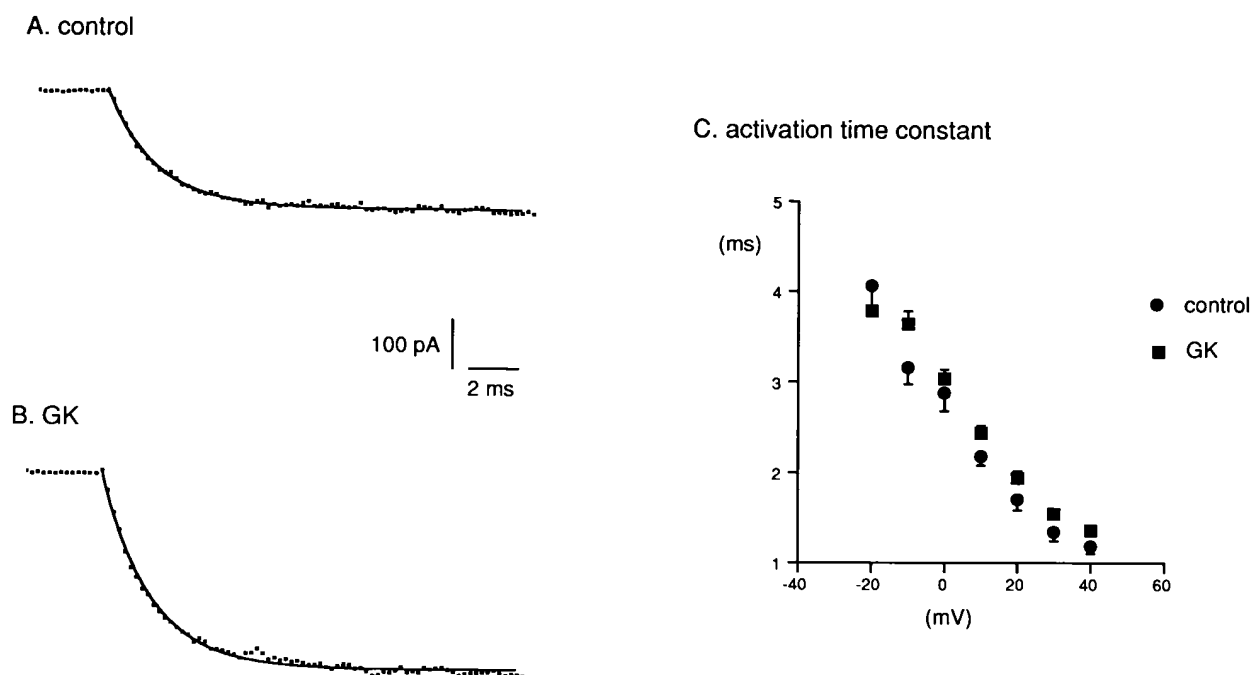 A. control
100 pA
2 ms
B. GK
C. activation time constant
(ms)
5
4
3
2
1
-40
-20
0
20
40
60
(mV)
control
GK